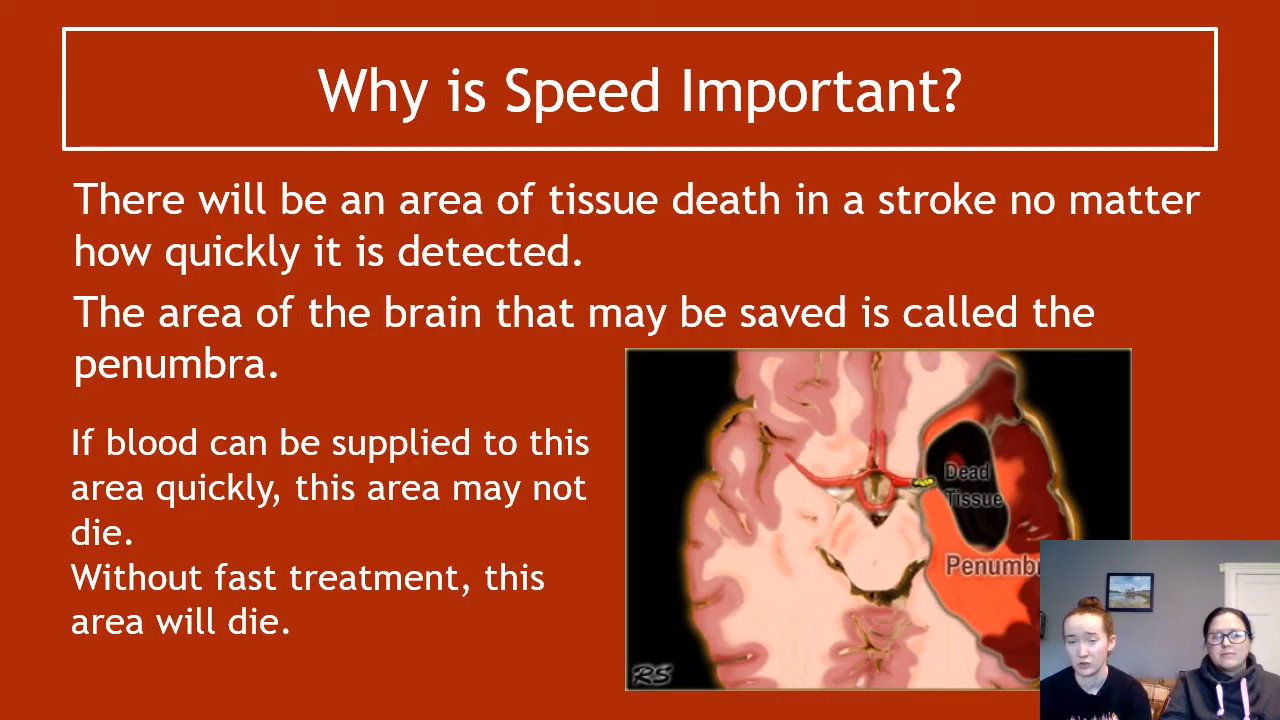 Why is Speed Important?
There will be an area of tissue death in a stroke no matter
how quickly it is detected.
The area of the brain that may be saved is called the
penumbra.
If blood can be supplied to this
area quickly, this area may not
die.
Without fast treatment, this
area will die.
Dead
Tissue
Penumbr
RS